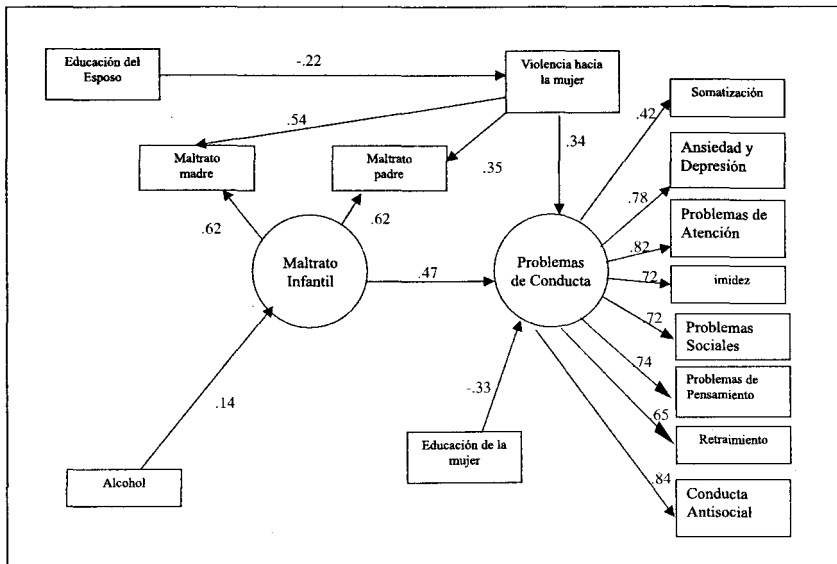 Educación del
Esposo
-.22
Violencia hacia
la mujer
Somatización
.42
.54
.34
Ansiedad y
Depresión
Maltrato
madre
Maltrato
padre
.35
.78
.62
.62
Problemas de
Atención
.82
Maltrato
Infantil
.47
Problemas
de Conducta
.72
imidez
.72
Problemas
Sociales
.74
Problemas de
Pensamiento
-.33
.14
.65
Retraimiento
Educación de la
mujer
Alcohol
.84
Conducta
Antisocial